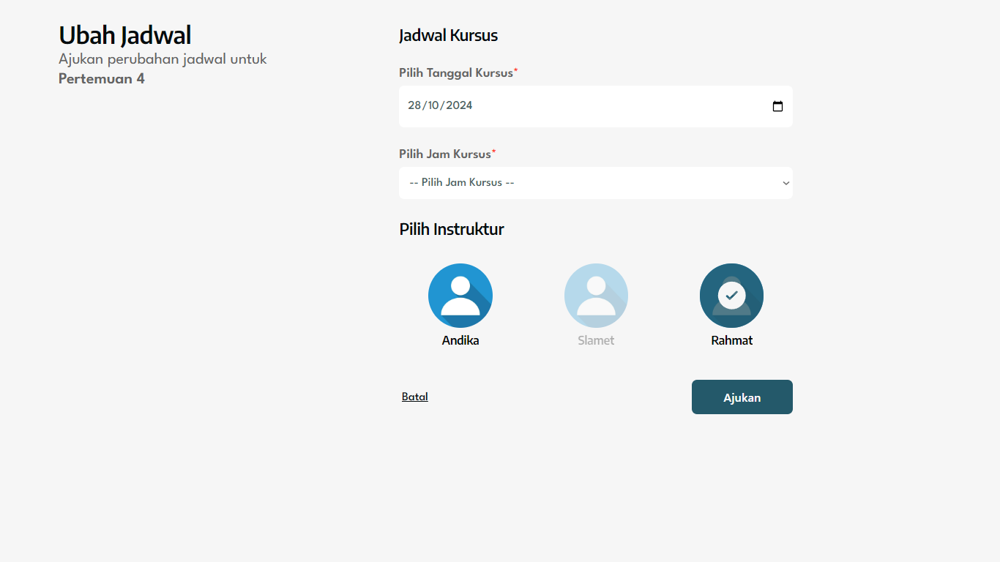 Ubah Jadwal
Ajukan perubahan jadwal untuk
Pertemuan 4
Jadwal Kursus
Pilih Tanggal Kursus*
28/10/2024
Pilih Jam Kursus*
-- Pilih Jam Kursus --
Pilih Instruktur
Andika
Slamet
Rahmat
Batal
Ajukan